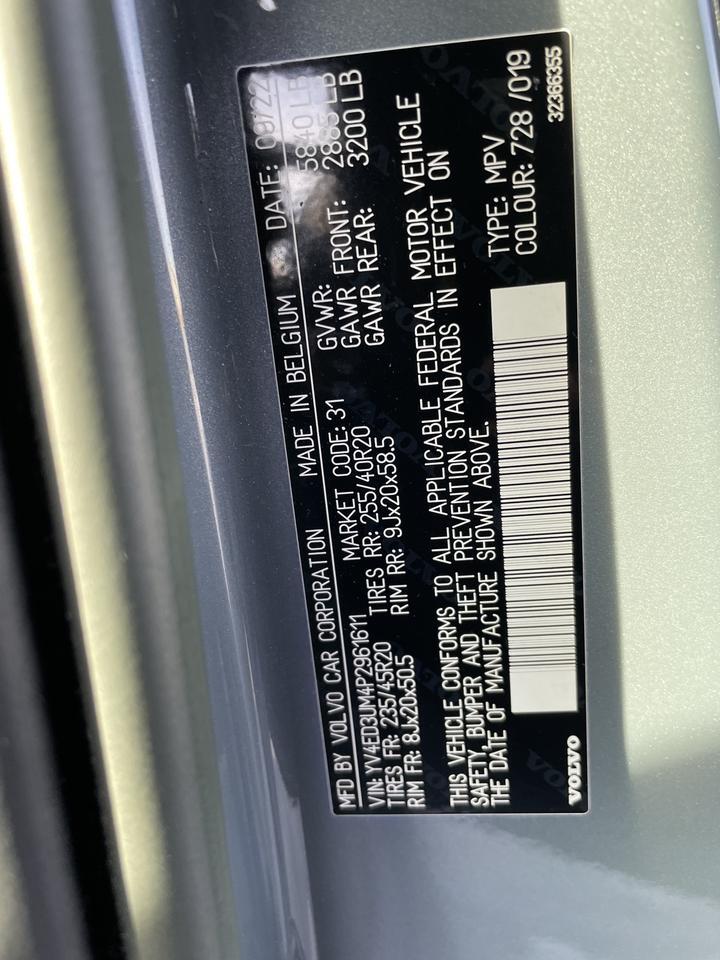 MFD BY VOLVO CAR CORPORATION MADE IN BELGIUM DATE: 09/22
VIN: YV4ED3UM4P2961611 MARKET CODE: 31 GVWR: 5840 LB
TIRES FR: 235/45R20 TIRES RR: 255/40R20 GAWR FRONT: 2885 LB
RIM FR: 8Jx20x50.5 RIM RR: 9Jx20x58.5 GAWR REAR: 3200 LB
THIS VEHICLE CONFORMS TO ALL APPLICABLE FEDERAL MOTOR VEHICLE
SAFETY, BUMPER AND THEFT PREVENTION STANDARDS IN EFFECT ON
THE DATE OF MANUFACTURE SHOWN ABOVE.
TYPE: MPV
COLOUR: 728 /019
VOLVO
32366355